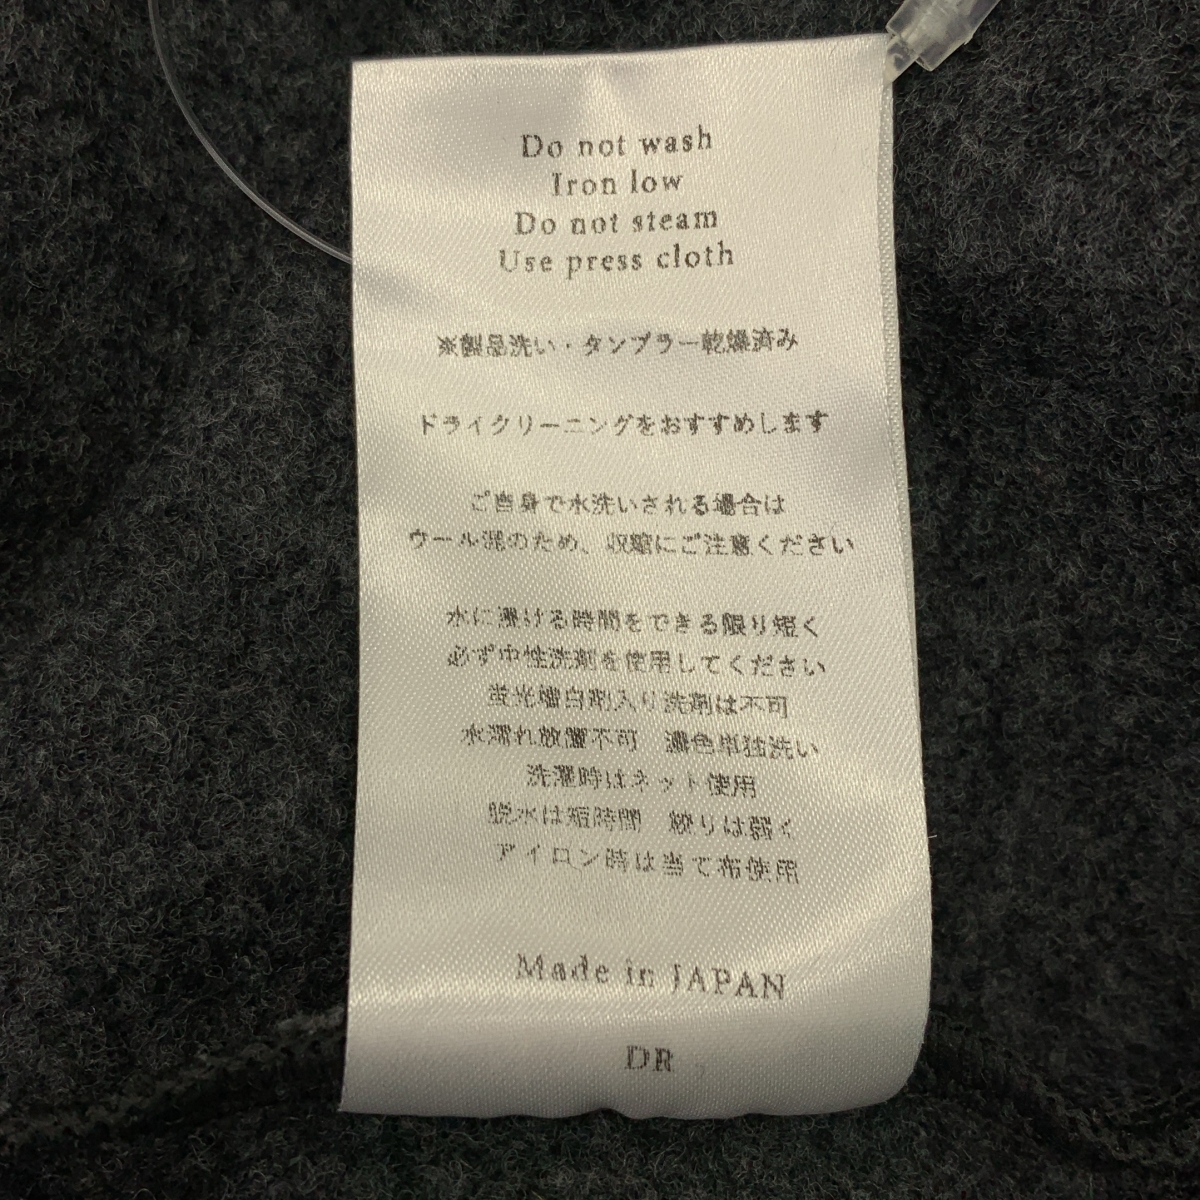 Do not wash
Iron low
Do not steam
Use press cloth
※製品洗い・タンブラー乾燥済み
ドライクリーニングをおすすめします
ご自身で水洗いされる場合は
ウール混のため、収縮にご注意ください
水に浸ける時間をできる限り短く
必ず中性洗剤を使用してください
蛍光増白剤入り洗剤は不可
水濡れ放置不可　濃色単独洗い
洗濯時はネット使用
脱水は短時間　絞りは弱く
アイロン時は当て布使用
Made in JAPAN
DR